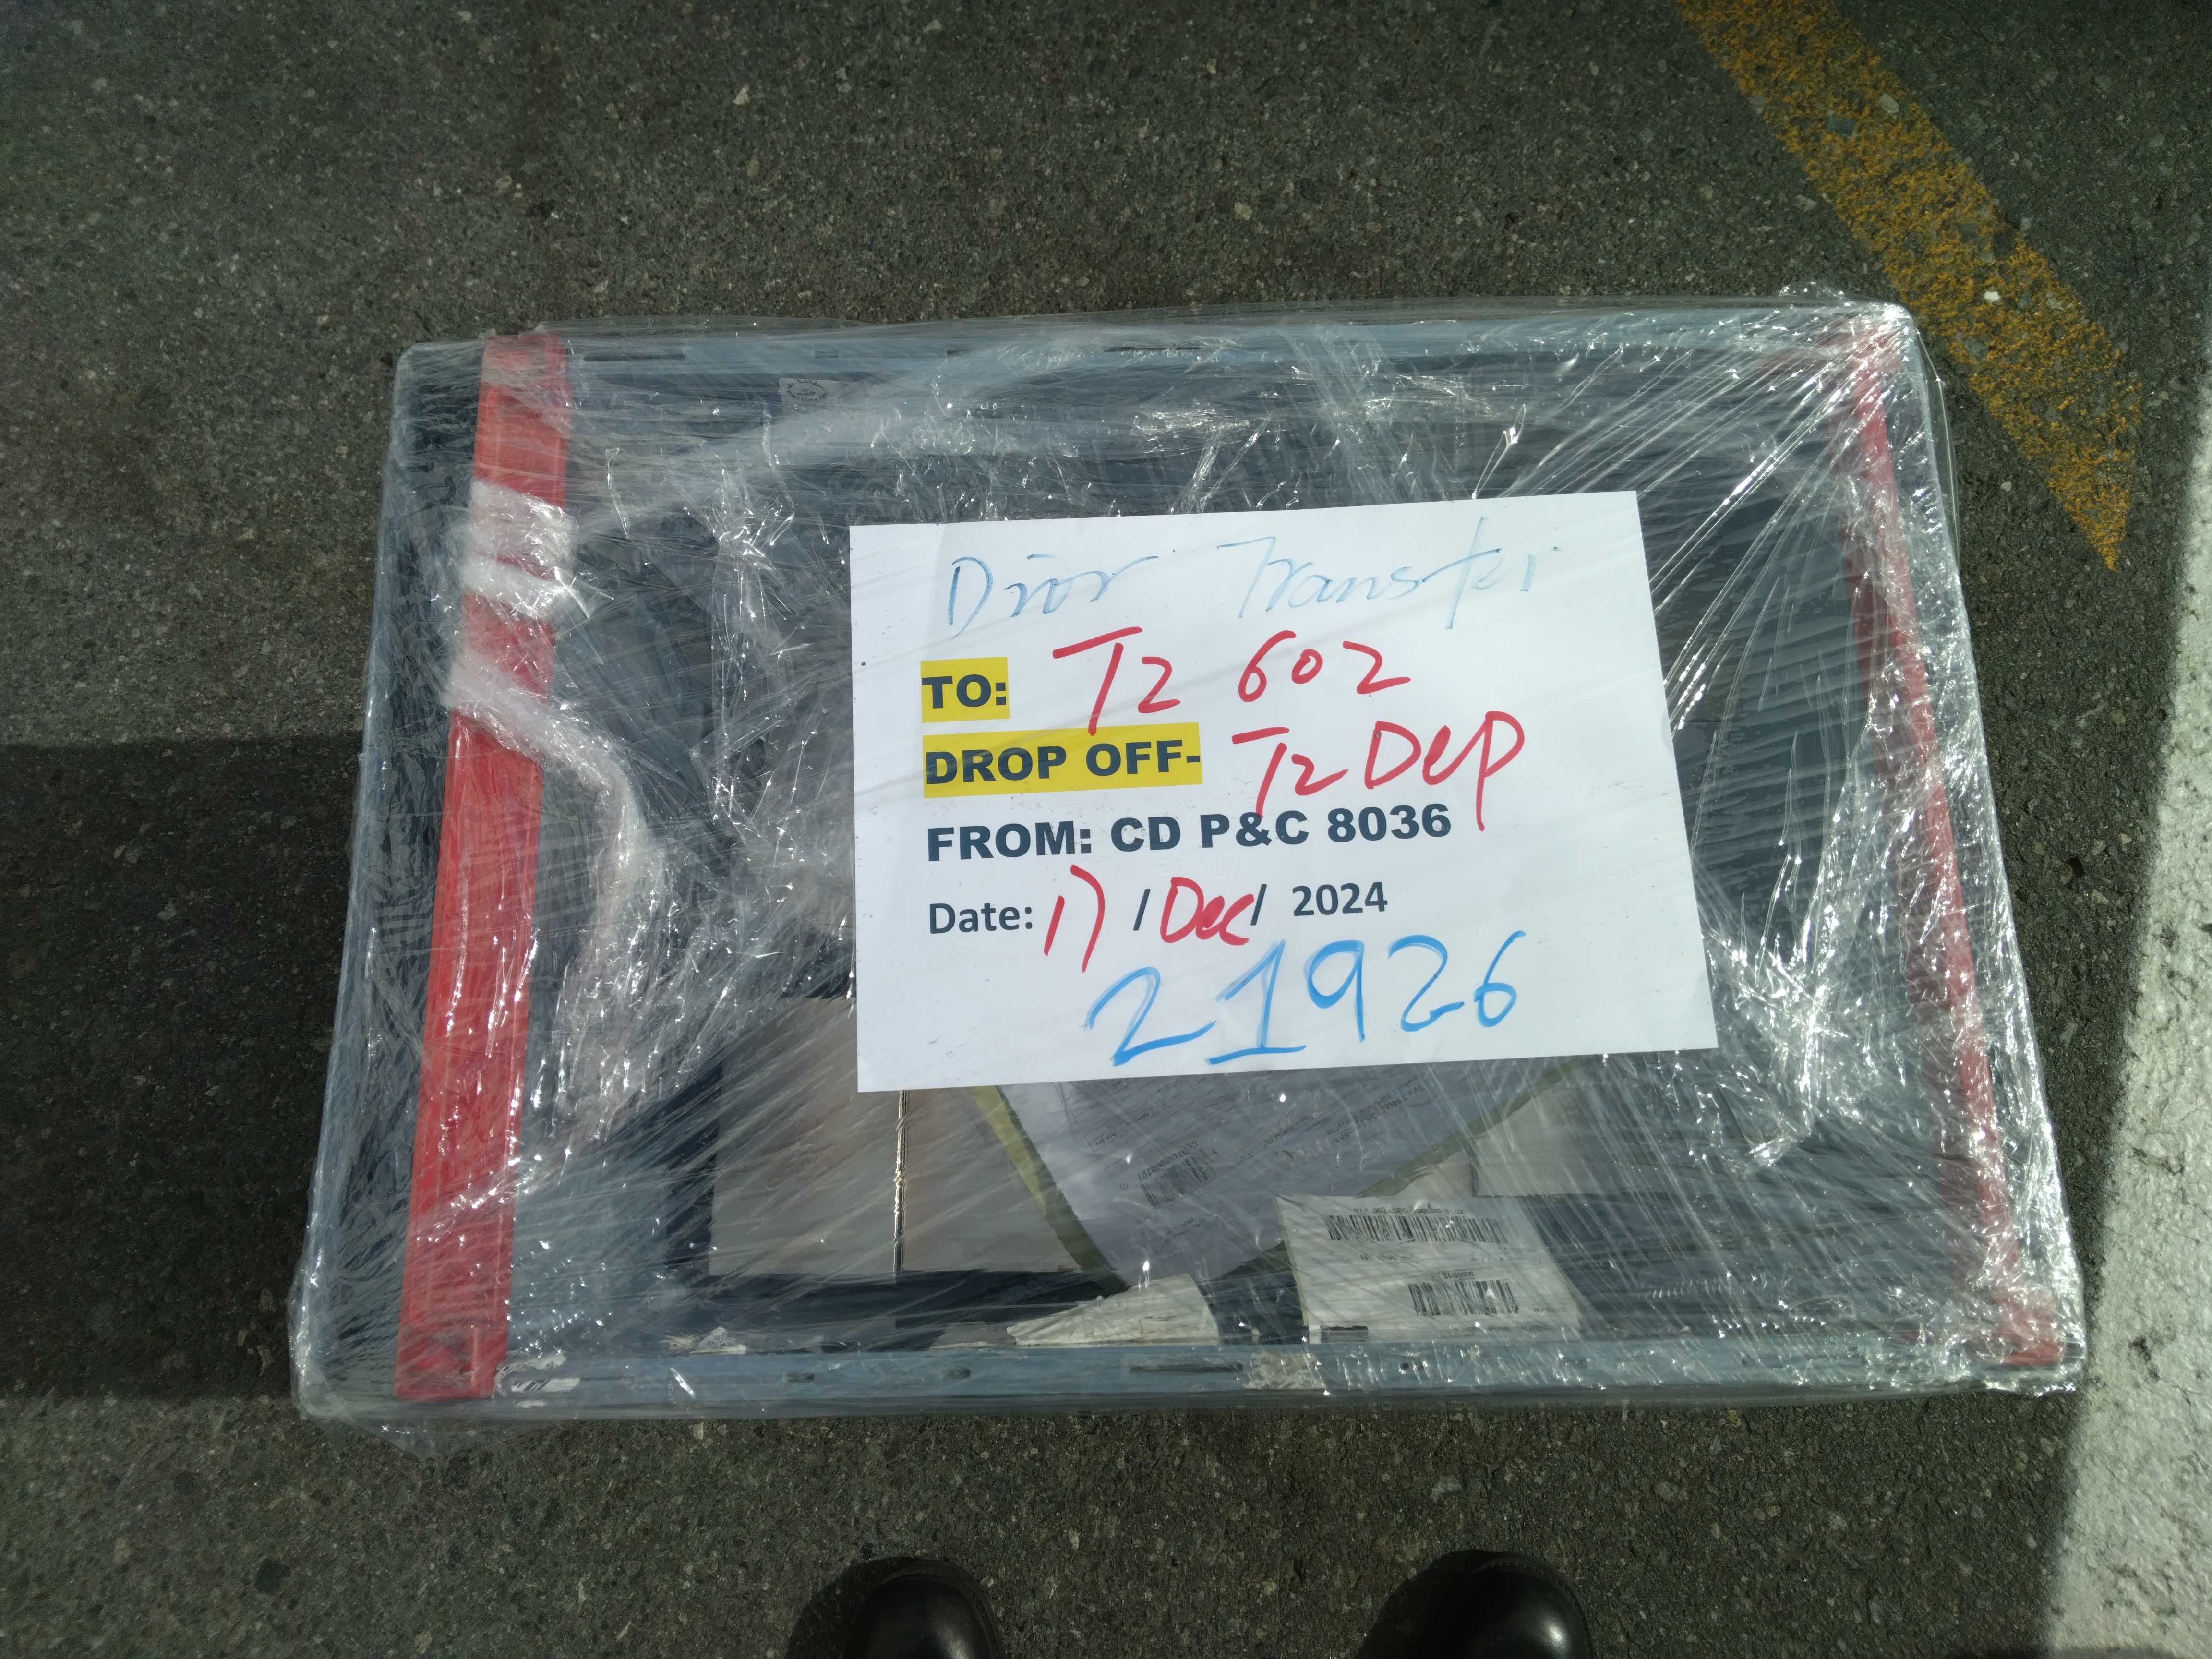 Dior Transfer
TO: T2 602
DROP OFF- T2 Dep
FROM: CD P&C 8036
Date: 17 / Dec / 2024
21926